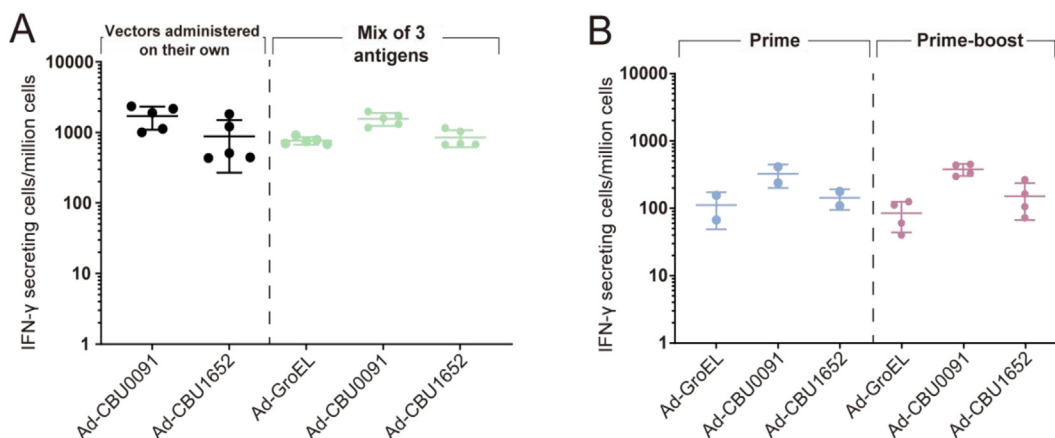 A
Vectors administered
on their own
Mix of 3
antigens
IFN-γ secreting cells/million cells
10000
1000
100
10
1
Ad-CBU0091
Ad-CBU1652
Ad-GroEL
Ad-CBU0091
Ad-CBU1652
B
Prime
Prime-boost
IFN-γ secreting cells/million cells
10000
1000
100
10
1
Ad-GroEL
Ad-CBU0091
Ad-CBU1652
Ad-GroEL
Ad-CBU0091
Ad-CBU1652